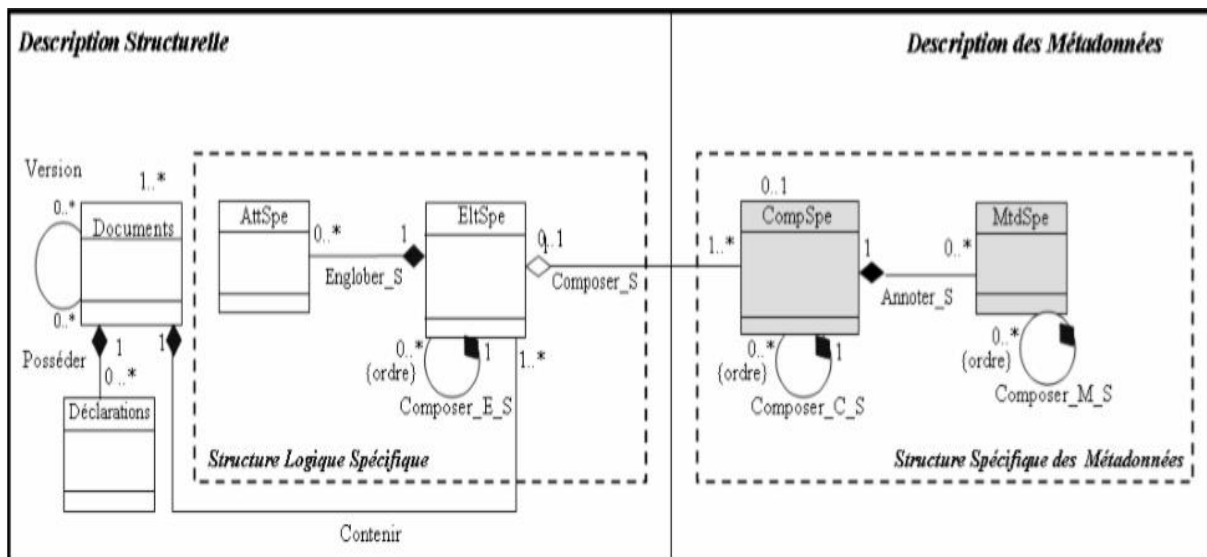 Description Structurelle
Description des Métadonnées
Version
1..*
0..*
Documents
0..*
Posséder
1
1
0..*
Déclarations
AttSpe
0..*
1
Englober_S
EltSpe
0..1
1
Composer_S
1..*
0..*
1
1..*
{ordre}
Composer_E_S
Structure Logique Spécifique
Contenir
0..1
CompSpe
1
0..*
Annoter_S
MtdSpe
0..*
1
{ordre}
Composer_C_S
0..*
{ordre}
Composer_M_S
Structure Spécifique des Métadonnées